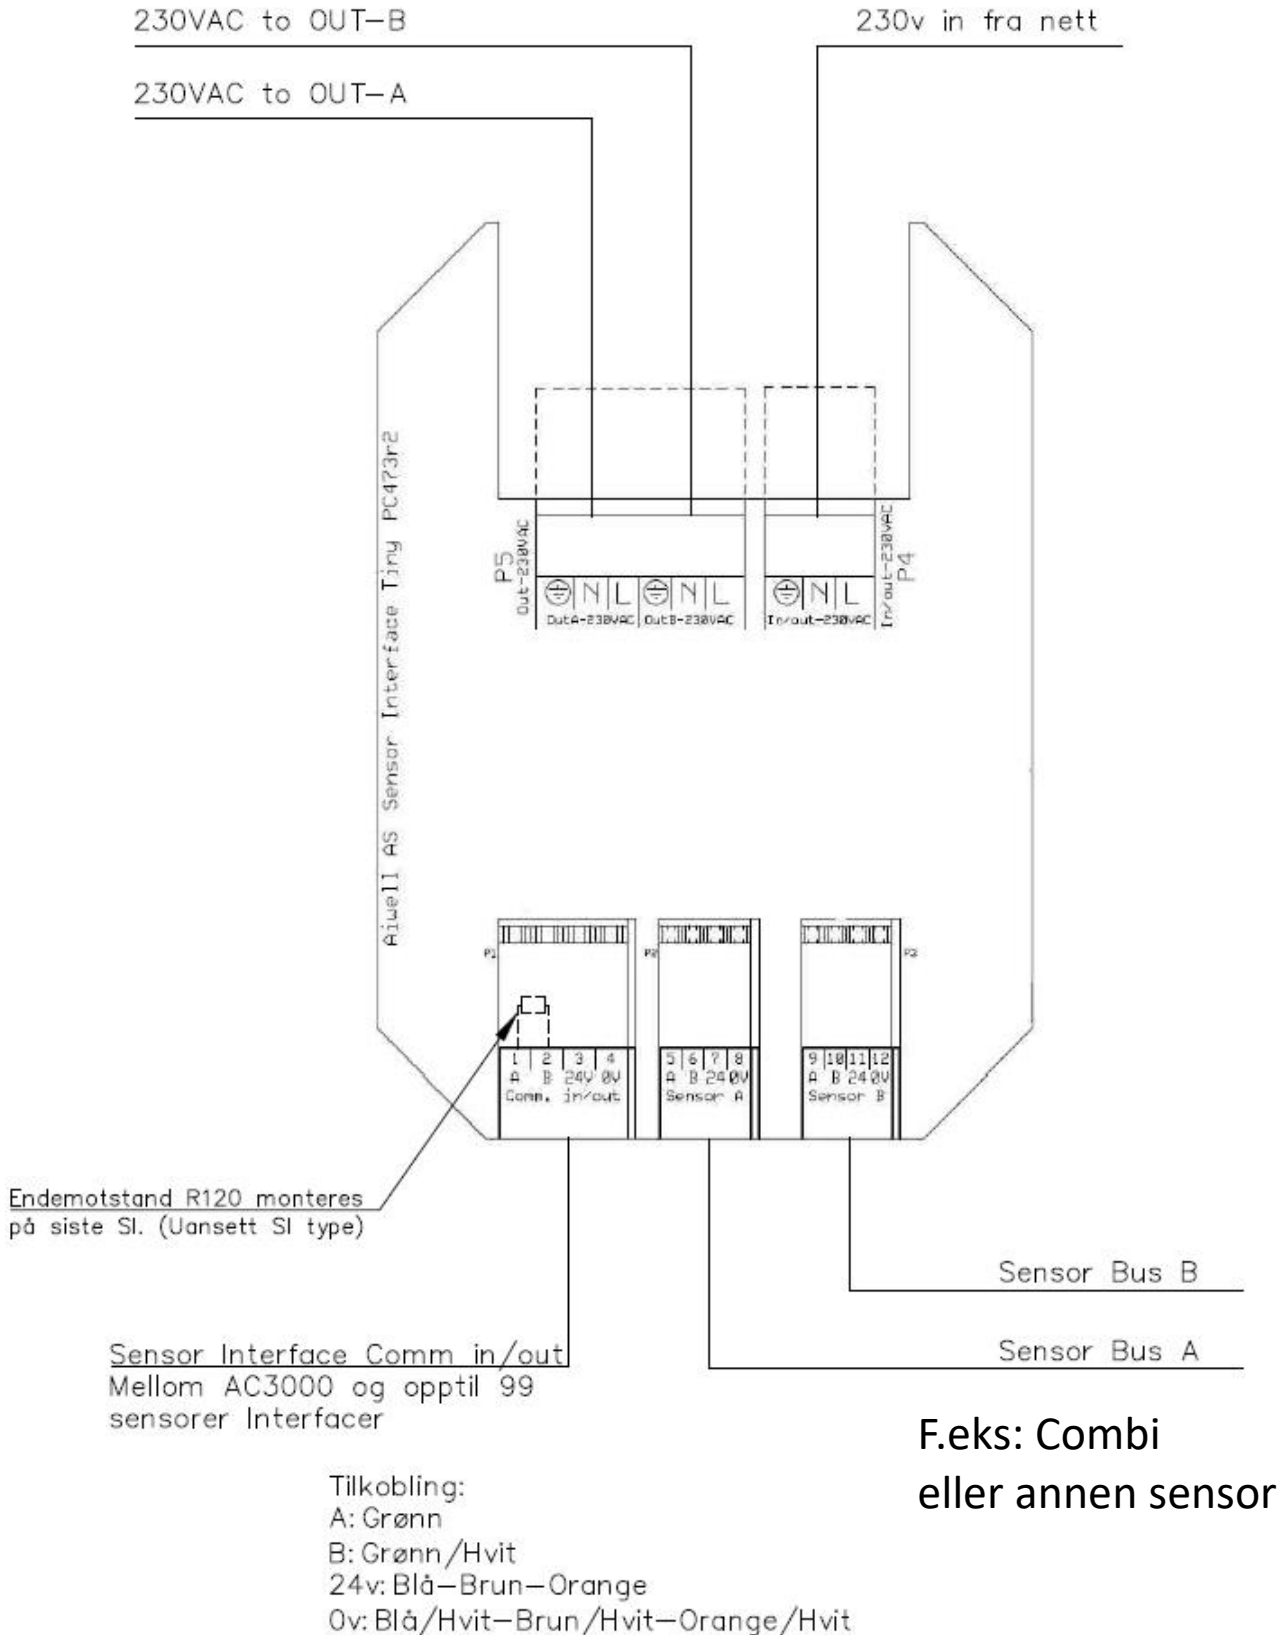 230VAC to OUT-B
230v in fra nett
230VAC to OUT-A
Aiwell AS Sensor Interface Tiny PC473r2
P5
Out-230VAC
In/out-230VAC
P4
N L N L
N L
OutA-230VAC OutB-230VAC
In/out-230VAC
P1
P2
P3
1 2 3 4
A B 24V 0V
Comm. in/out
5 6 7 8
A B 24 0V
Sensor A
9 10 11 12
A B 24 0V
Sensor B
Endemotstand R120 monteres
på siste SI. (Uansett SI type)
Sensor Bus B
Sensor Bus A
Sensor Interface Comm in/out
Mellom AC3000 og opptil 99
sensorer Interfacer
F.eks: Combi
eller annen sensor
Tilkobling:
A: Grønn
B: Grønn/Hvit
24v: Blå-Brun-Orange
0v: Blå/Hvit-Brun/Hvit-Orange/Hvit